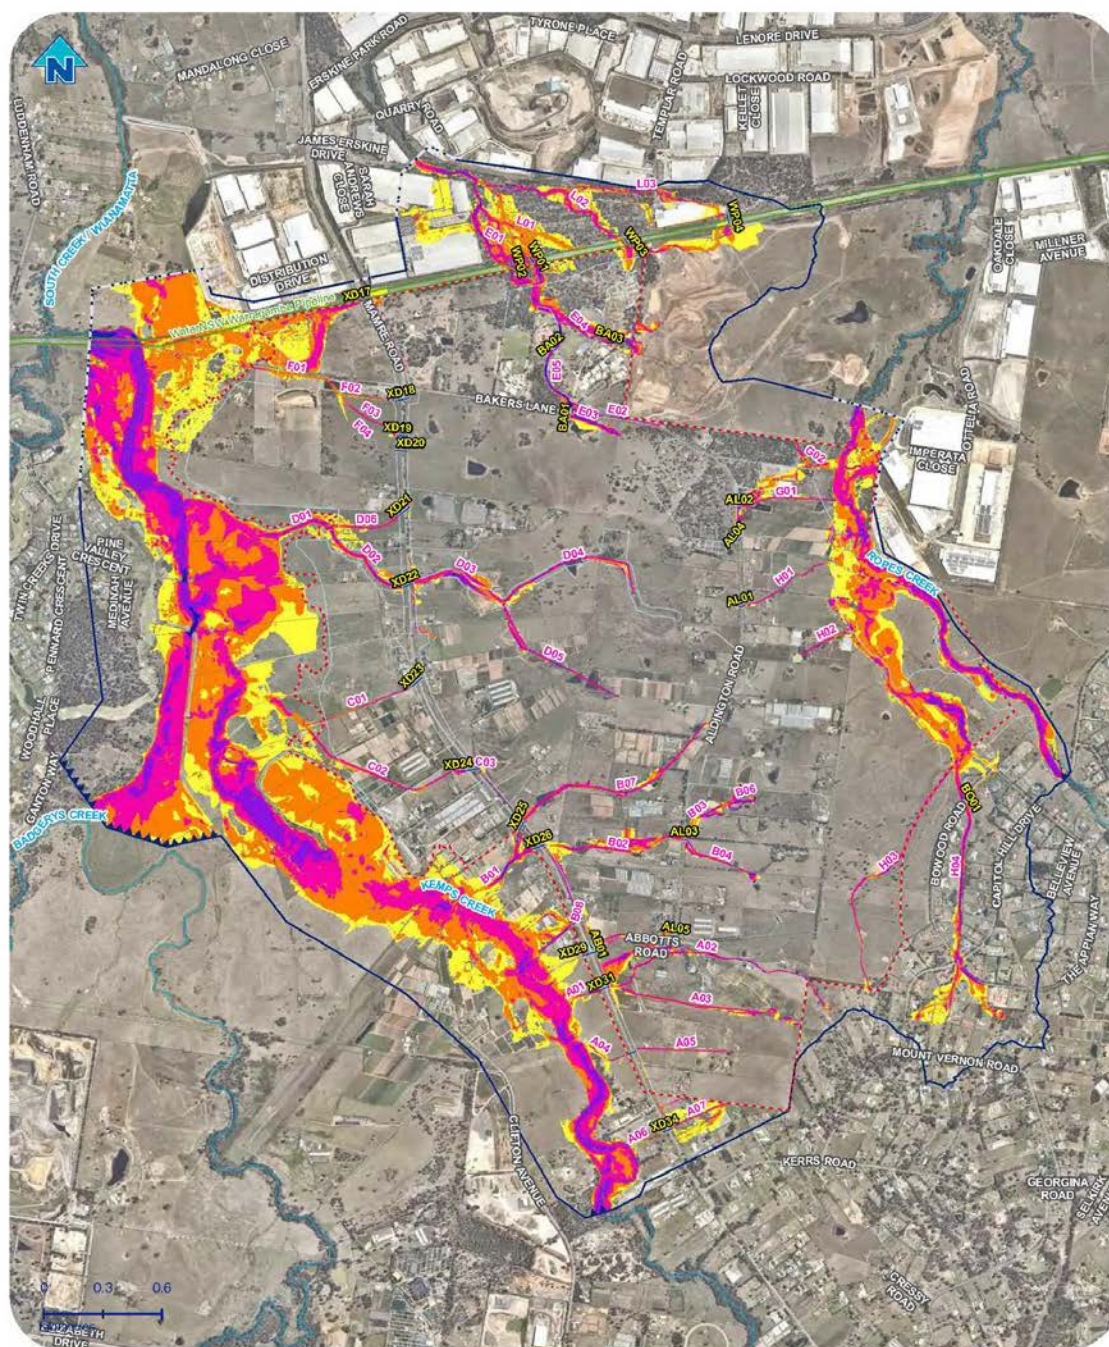 N
MANDALONG CLOSE
ERSKINE PARK ROAD
TYRONE PLACE
LENORE DRIVE
LOCKWOOD ROAD
QUARRY
ROAD
TEMPLAR ROAD
KELLET
CLOSE
LUDDENHAM ROAD
JAMES ERSKINE
DRIVE
SARAH
ANDREWS
CLOSE
SOUTH CREEK / WIANAMATTA
L03
L02
L01
E01
WP04
WP03
WP01
WP02
OAKDALE
CLOSE
MILLNER
AVENUE
DISTRIBUTION
DRIVE
XD17
WaterNSW Warragamba Pipeline
MAMRE ROAD
E04
BA03
BA02
E05
F01
F02
XD18
F03
F04
XD19
XD20
BAKERS LANE
BA01
E03
E02
OTTELIA ROAD
IMPERATA
CLOSE
G02
G01
AL02
AL04
XD21
D01
D06
D02
XD22
D03
D04
D05
H01
AL01
H02
ROPES CREEK
TWIN CREEKS DRIVE
PENNARD CRESCENT
PINE
VALLEY
CRESCENT
MEDINAH
AVENUE
WOODHALL
PLACE
CANTON WAY
XD23
C01
ALDINGTON ROAD
XD24
C03
C02
BADGERYS CREEK
B07
B06
B03
XD25
XD26
AL03
B02
B04
B01
KEMPS CREEK
B08
BO01
BOWOOD ROAD
H04
H03
CAPITOL HILL DRIVE
BELLEVIEW
AVENUE
THE APPIAN WAY
AL05
ABBOTTS
ROAD
AB01
XD29
A02
A01
XD31
A03
A04
A05
MOUNT VERNON ROAD
A07
A06
XD34
CLIFTON AVENUE
KERRS ROAD
GEORGINA
ROAD
SELKIRK
CRESSY
ROAD
0 0.3 0.6
DRIVE